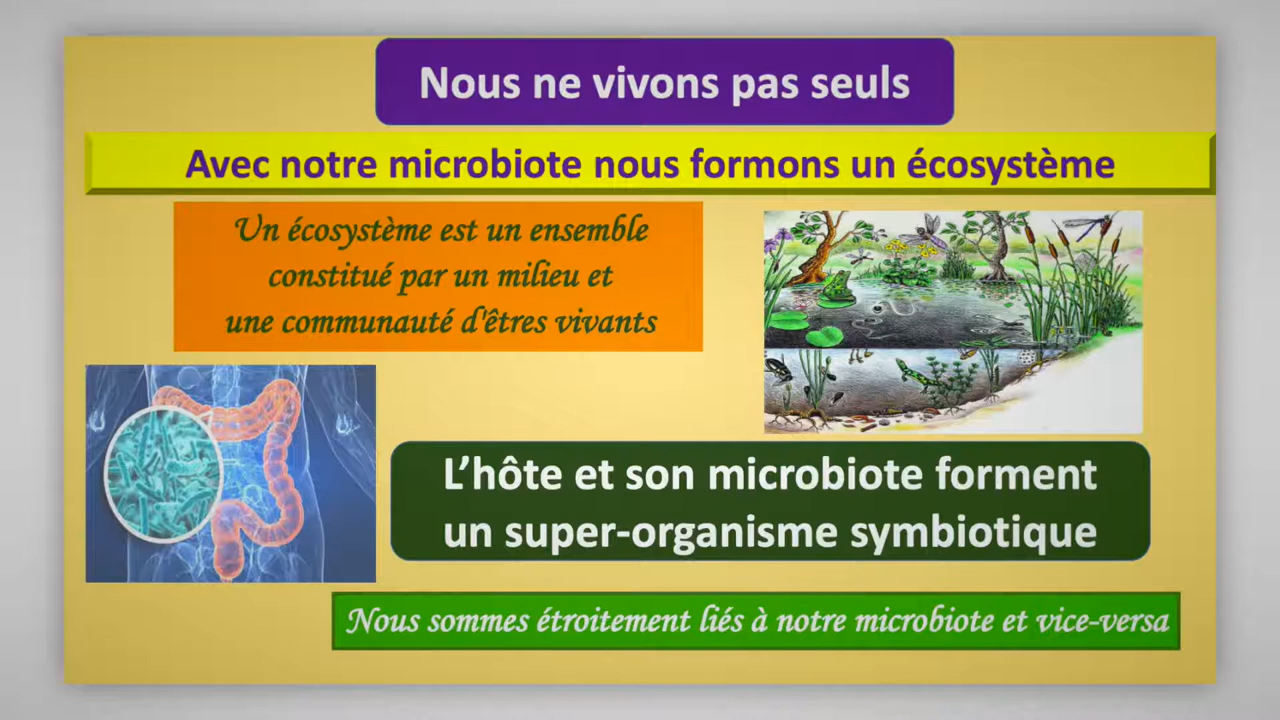 Nous ne vivons pas seuls
Avec notre microbiote nous formons un écosystème
Un écosystème est un ensemble
constitué par un milieu et
une communauté d'êtres vivants
L’hôte et son microbiote forment
un super-organisme symbiotique
Nous sommes étroitement liés à notre microbiote et vice-versa